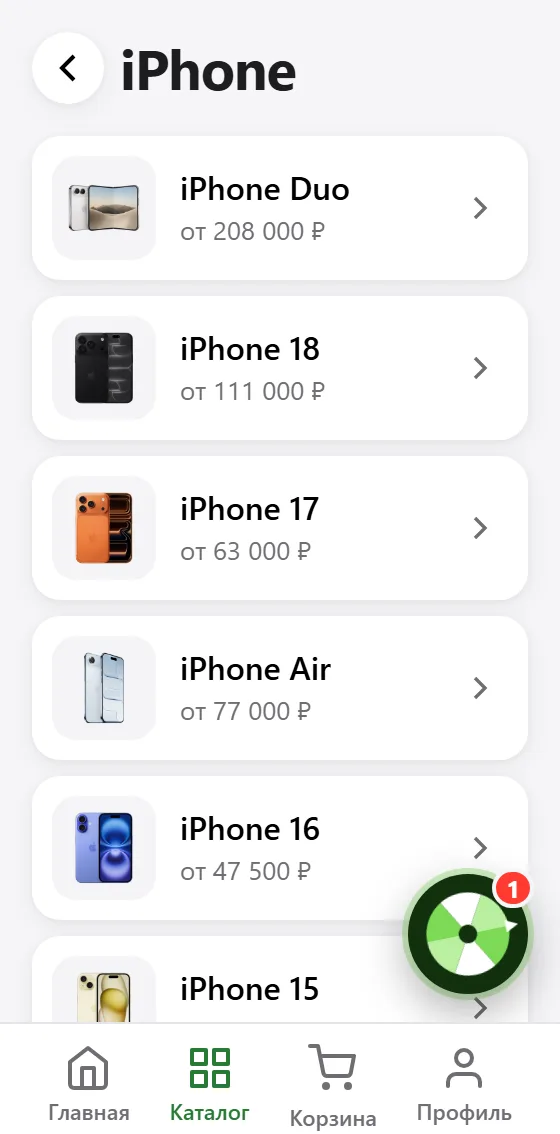 iPhone
iPhone Duo
от 208 000 ₽
iPhone 18
от 111 000 ₽
iPhone 17
от 63 000 ₽
iPhone Air
от 77 000 ₽
iPhone 16
от 47 500 ₽
1
iPhone 15
Главная
Каталог
Корзина
Профиль